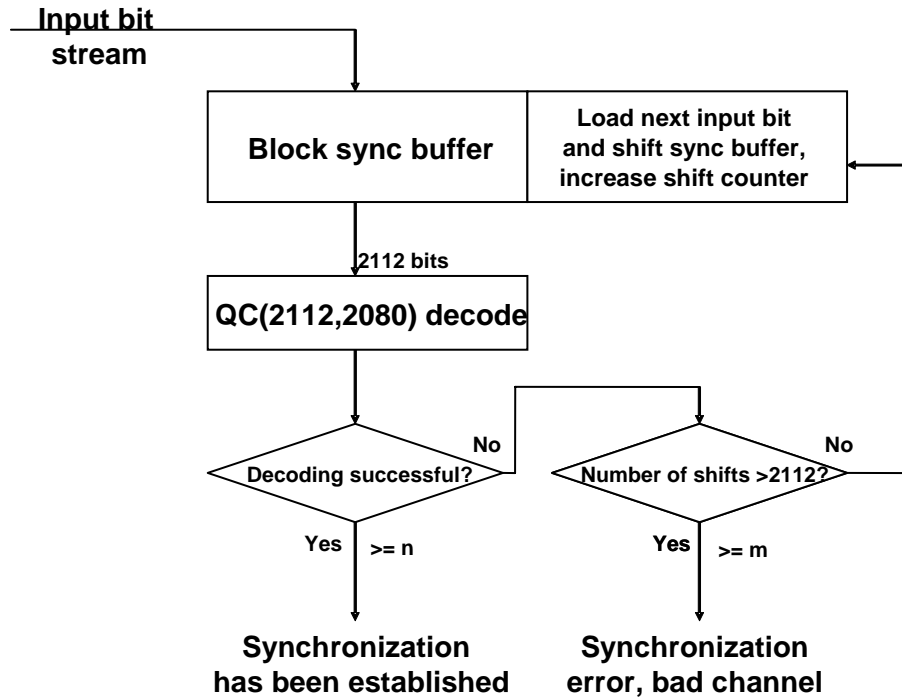 Input bit
stream
Block sync buffer
Load next input bit
and shift sync buffer,
increase shift counter
2112 bits
QC(2112,2080) decode
No
No
Decoding successful?
Number of shifts >2112?
Yes
>= n
Yes
>= m
Synchronization
has been established
Synchronization
error, bad channel